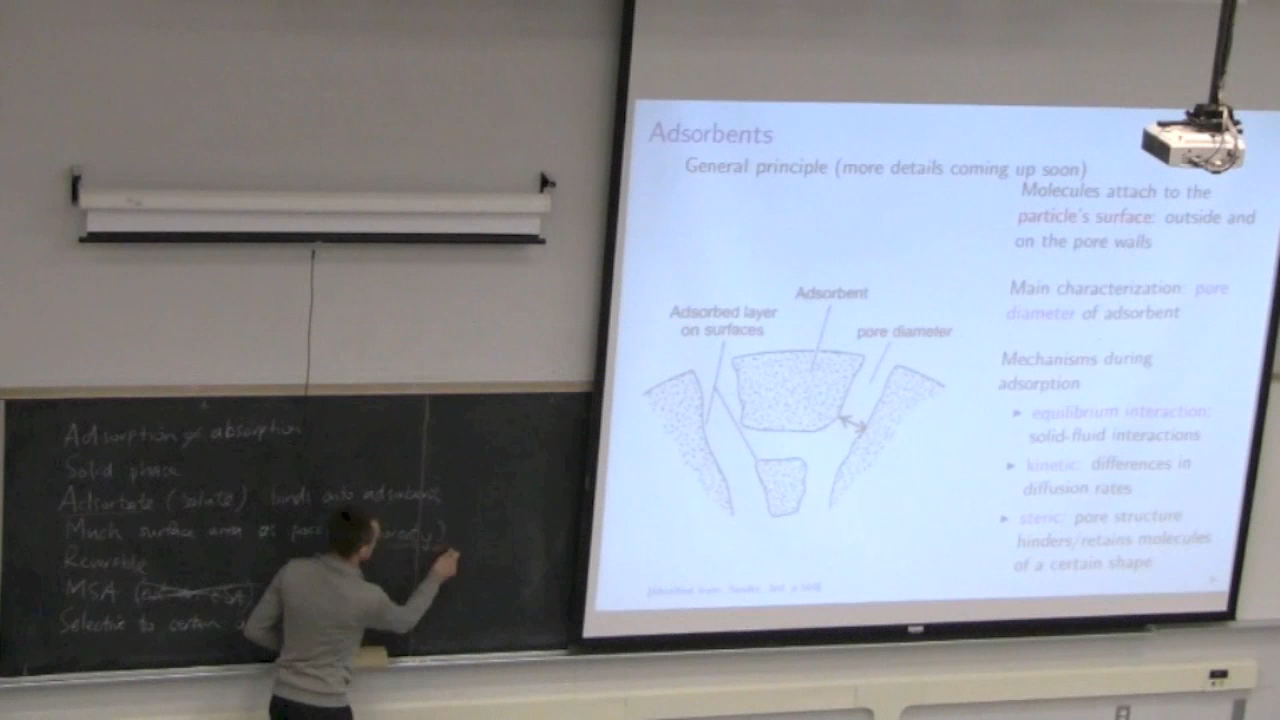 Adsorption ≠ absorption
Solid phase
Adsorbate (solute) binds onto adsorbent
Much surface area as
Reversible
MSA
Selective to certain
Adsorbents
General principle (more details coming up soon)
Molecules attach to the
particle's surface: outside and
on the pore walls
Main characterization: pore
diameter of adsorbent
Mechanisms during
adsorption
▸ equilibrium interaction:
solid-fluid interactions
▸ kinetic: differences in
diffusion rates
▸ steric: pore structure
hinders/retains molecules
of a certain shape
Adsorbent
Adsorbed layer
on surfaces
pore diameter